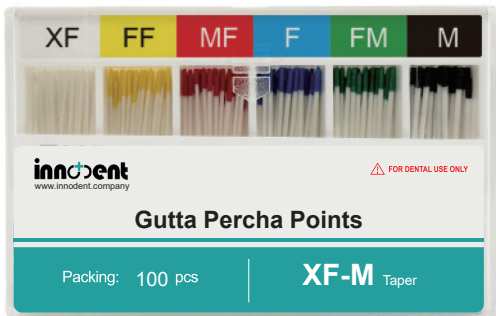 XF FF MF F FM M
innodent
www.innodent.company
FOR DENTAL USE ONLY
Gutta Percha Points
Packing: 100 pcs
XF-M Taper